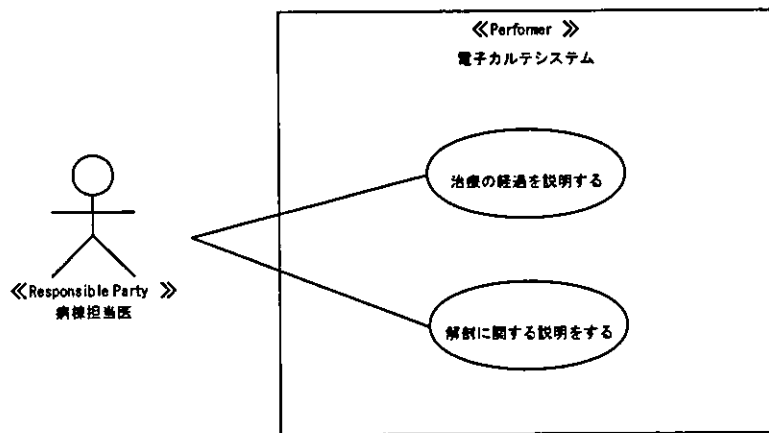 ≪Performer ≫
電子カルテシステム
治療の経過を説明する
≪Responsible Party ≫
病棟担当医
解剖に関する説明をする